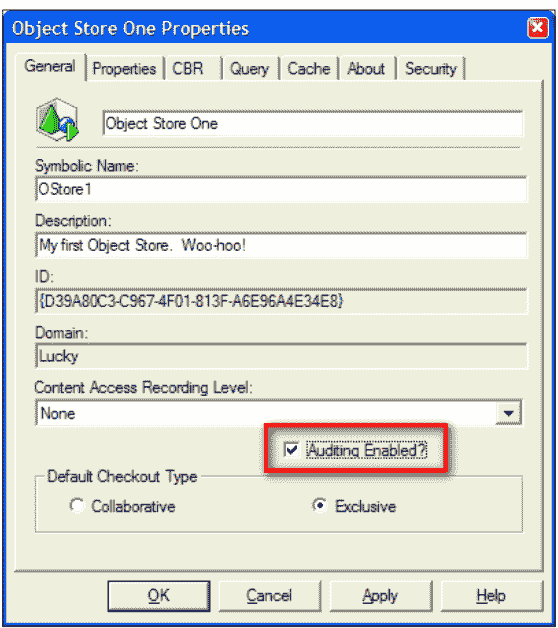 Object Store One Properties
General Properties CBR Query Cache About Security
Object Store One
Symbolic Name:
OStore1
Description:
My first Object Store. Woo-hoo!
ID:
{D39A80C3-C967-4F01-813F-A6E96A4E34E8}
Domain:
Lucky
Content Access Recording Level:
None
Auditing Enabled?
Default Checkout Type
Collaborative Exclusive
OK Cancel Apply Help